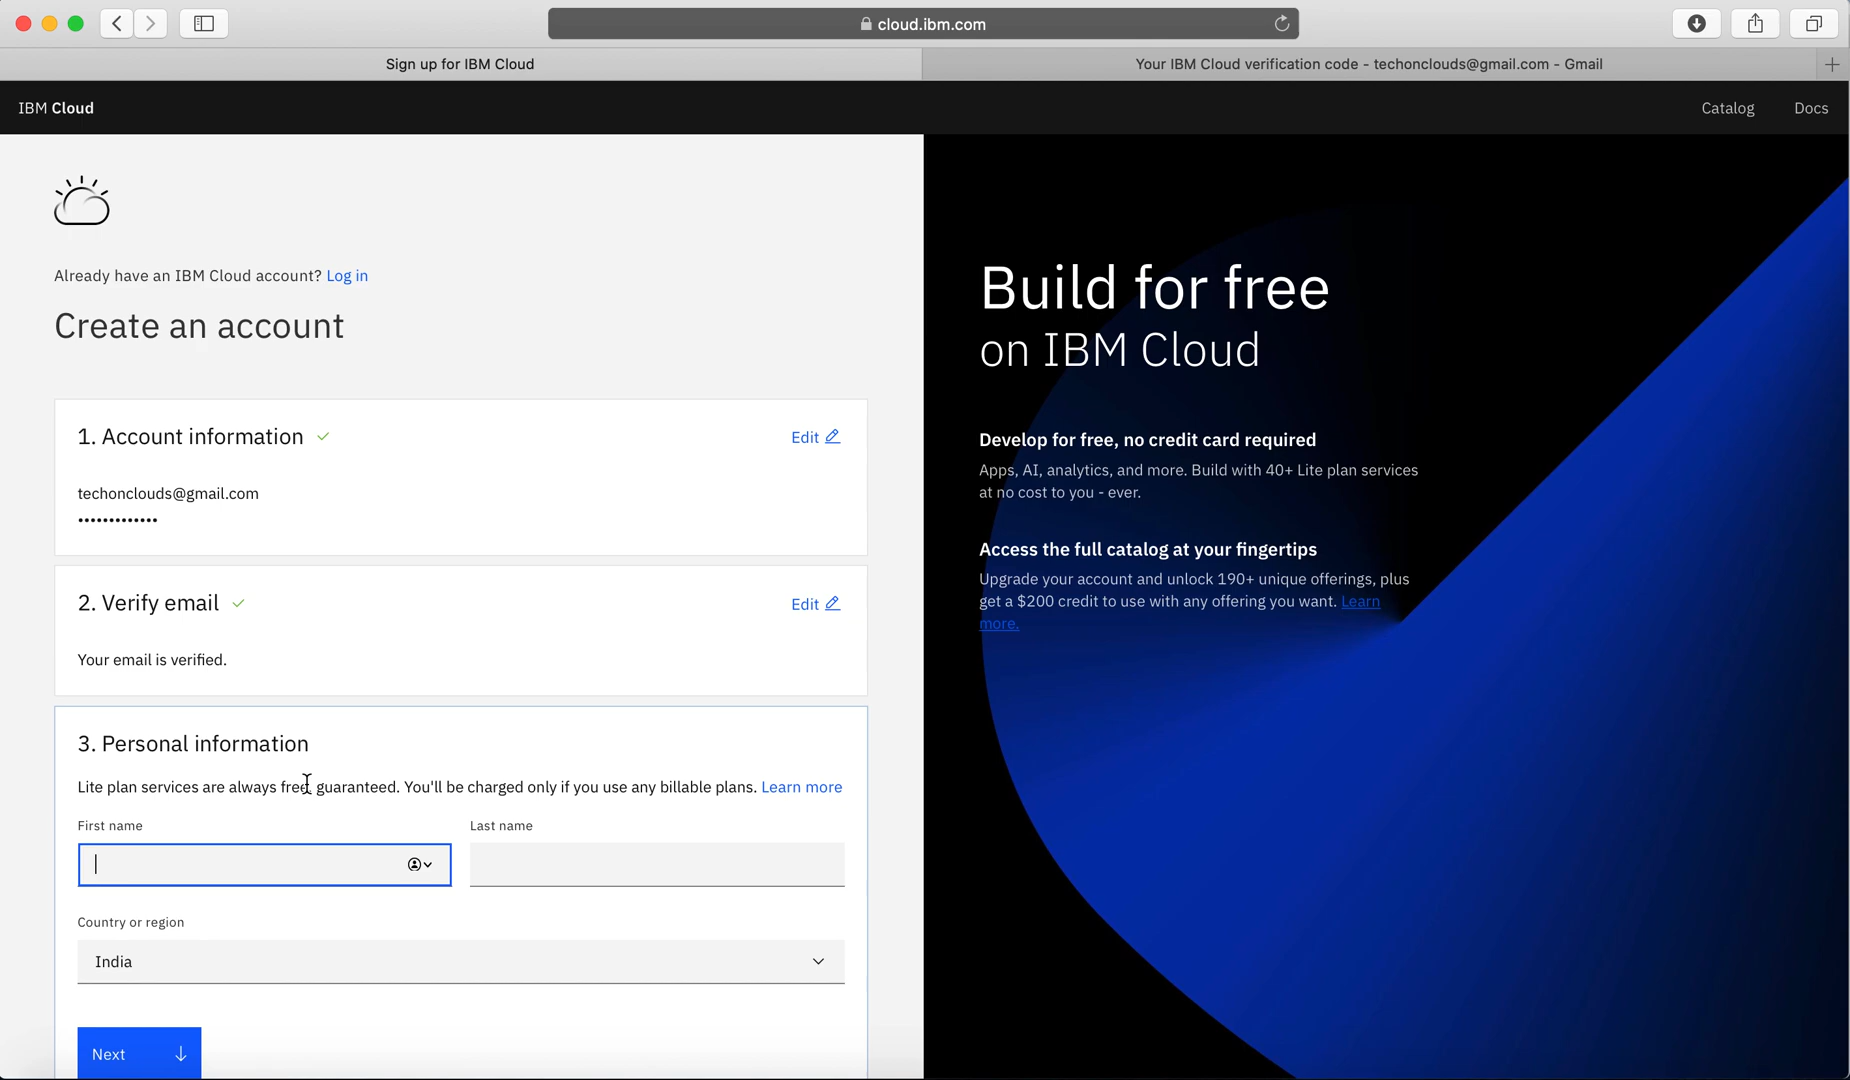 cloud.ibm.com
Sign up for IBM Cloud
Your IBM Cloud verification code - techonclouds@gmail.com - Gmail
IBM Cloud
Catalog
Docs
Already have an IBM Cloud account? Log in
Create an account
1. Account information
Edit
techonclouds@gmail.com
•••••••••••••
2. Verify email
Edit
Your email is verified.
3. Personal information
Lite plan services are always free, guaranteed. You'll be charged only if you use any billable plans. Learn more
First name
Last name
Country or region
India
Next
Build for free
on IBM Cloud
Develop for free, no credit card required
Apps, AI, analytics, and more. Build with 40+ Lite plan services
at no cost to you - ever.
Access the full catalog at your fingertips
Upgrade your account and unlock 190+ unique offerings, plus
get a $200 credit to use with any offering you want. Learn
more.